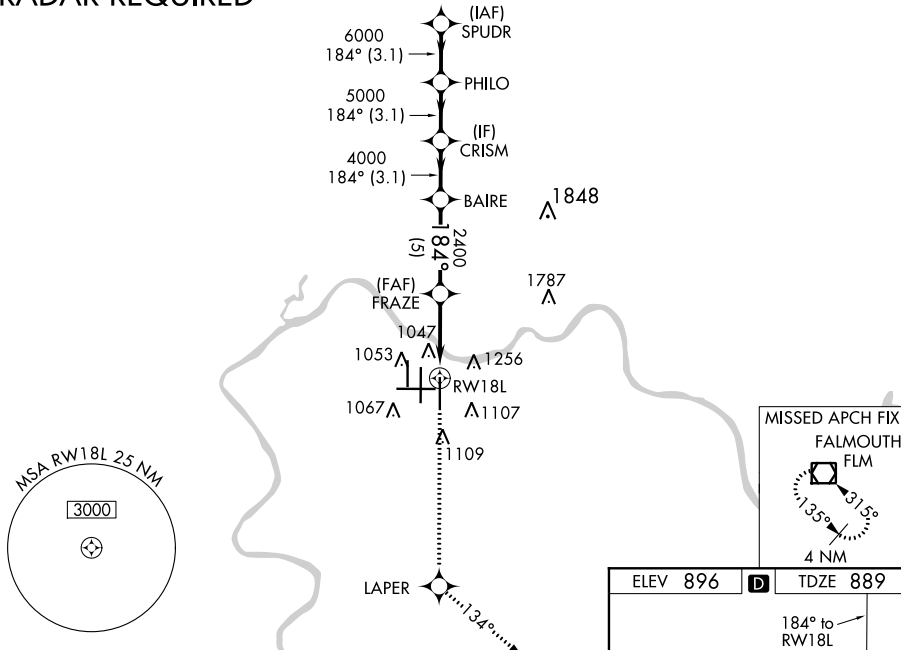 RADAR REQUIRED
(IAF)
SPUDR
6000
184° (3.1)
PHILO
5000
184° (3.1)
(IF)
CRISM
4000
184° (3.1)
BAIRE
1848
2400
184°
(5)
(FAF)
FRAZE
1787
1047
1053
1256
RW18L
1067
1107
1109
MISSED APCH FIX
FALMOUTH
FLM
315°
135°
4 NM
MSA RW18L 25 NM
3000
LAPER
134°
ELEV 896 D TDZE 889
184° to
RW18L